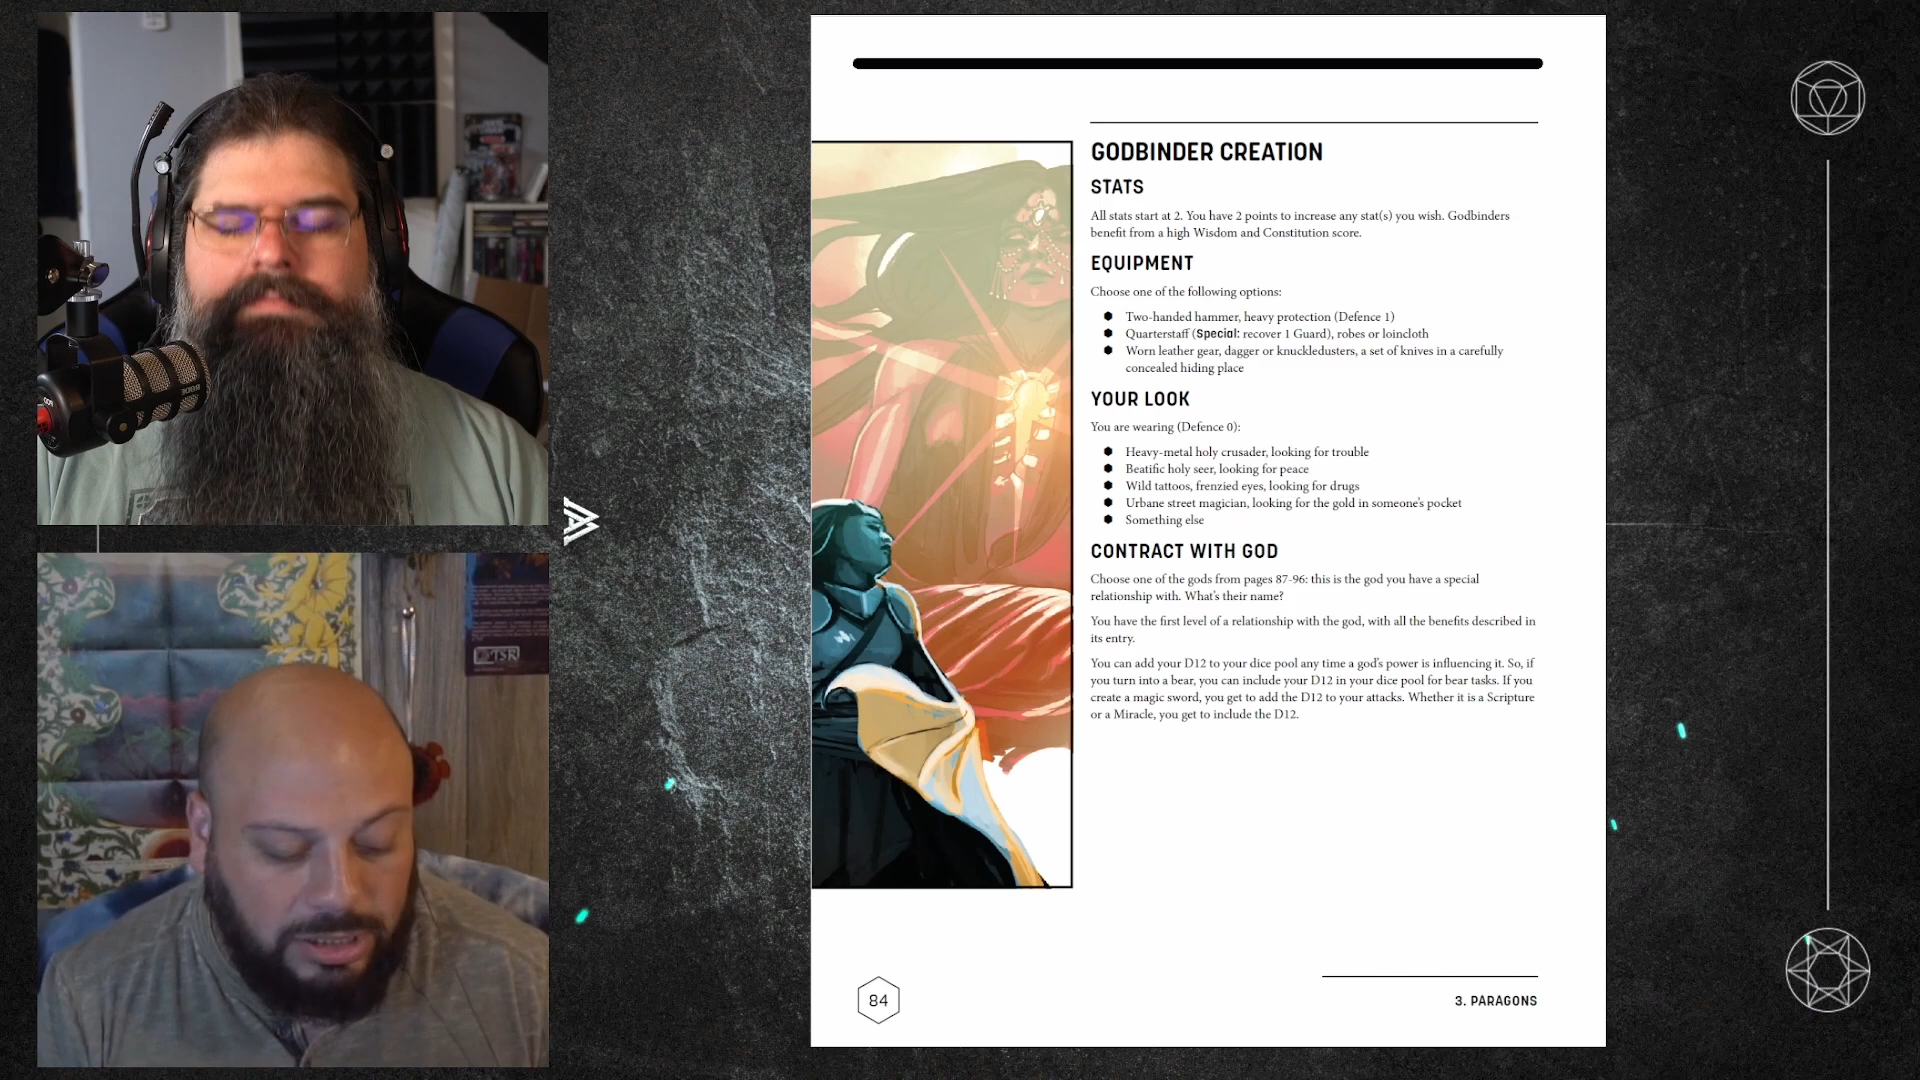 GODBINDER CREATION
STATS
All stats start at 2. You have 2 points to increase any stat(s) you wish. Godbinders
benefit from a high Wisdom and Constitution score.
EQUIPMENT
Choose one of the following options:
Two-handed hammer, heavy protection (Defence 1)
Quarterstaff (Special: recover 1 Guard), robes or loincloth
Worn leather gear, dagger or knuckledusters, a set of knives in a carefully
concealed hiding place
YOUR LOOK
You are wearing (Defence 0):
Heavy-metal holy crusader, looking for trouble
Beatific holy seer, looking for peace
Wild tattoos, frenzied eyes, looking for drugs
Urbane street magician, looking for the gold in someone's pocket
Something else
CONTRACT WITH GOD
Choose one of the gods from pages 87-96: this is the god you have a special
relationship with. What's their name?
You have the first level of a relationship with the god, with all the benefits described in
its entry.
You can add your D12 to your dice pool any time a god's power is influencing it. So, if
you turn into a bear, you can include your D12 in your dice pool for bear tasks. If you
create a magic sword, you get to add the D12 to your attacks. Whether it is a Scripture
or a Miracle, you get to include the D12.
84
3. PARAGONS
RODE
TSR